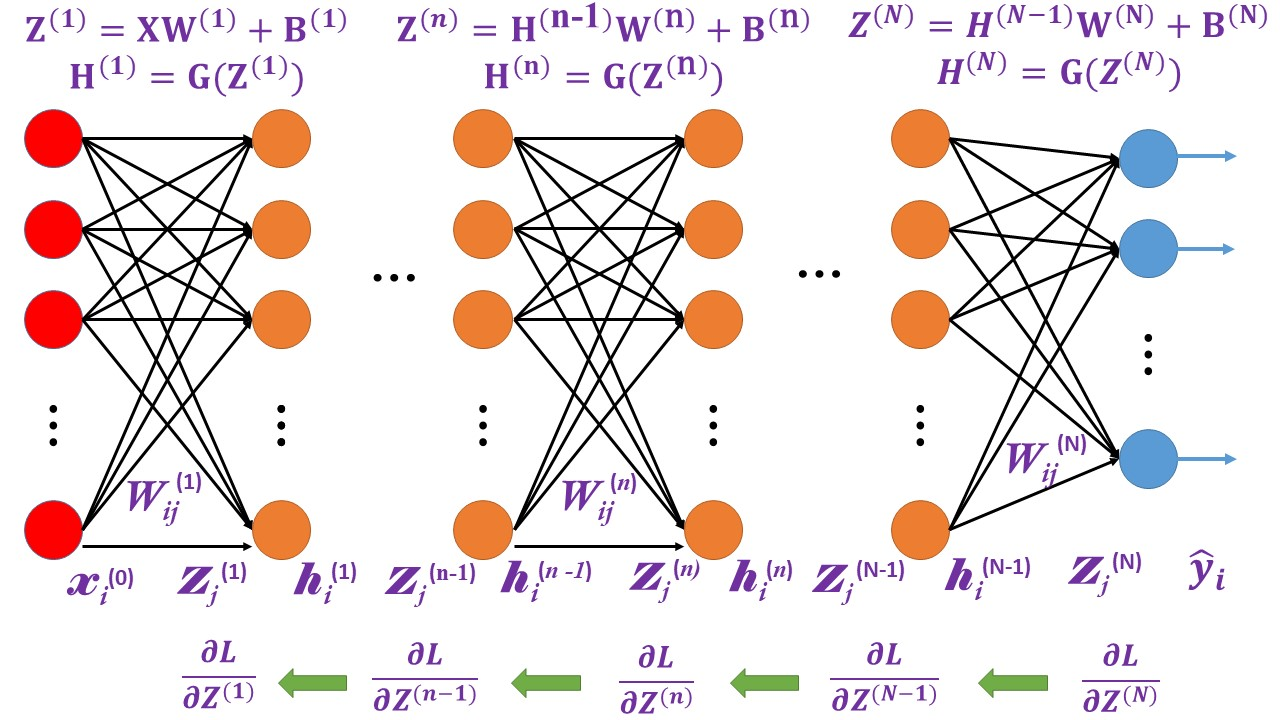 Z⁽¹⁾ = XW⁽¹⁾ + B⁽¹⁾
H⁽¹⁾ = G(Z⁽¹⁾)
Z⁽ⁿ⁾ = H⁽ⁿ⁻¹⁾W⁽ⁿ⁾ + B⁽ⁿ⁾
H⁽ⁿ⁾ = G(Z⁽ⁿ⁾)
Z^(N) = H^(N−1)W^(N) + B^(N)
H^(N) = G(Z^(N))
...
...
W_ij^(1)
W_ij^(n)
W_ij^(N)
x_i^(0) Z_j^(1) h_i^(1) Z_j^(n-1) h_i^(n -1) Z_j^(n) h_i^(n) Z_j^(N-1) h_i^(N-1) Z_j^(N) ŷ_i
∂L ∂L ∂L ∂L ∂L
∂Z^(1) ∂Z^(n−1) ∂Z^(n) ∂Z^(N−1) ∂Z^(N)